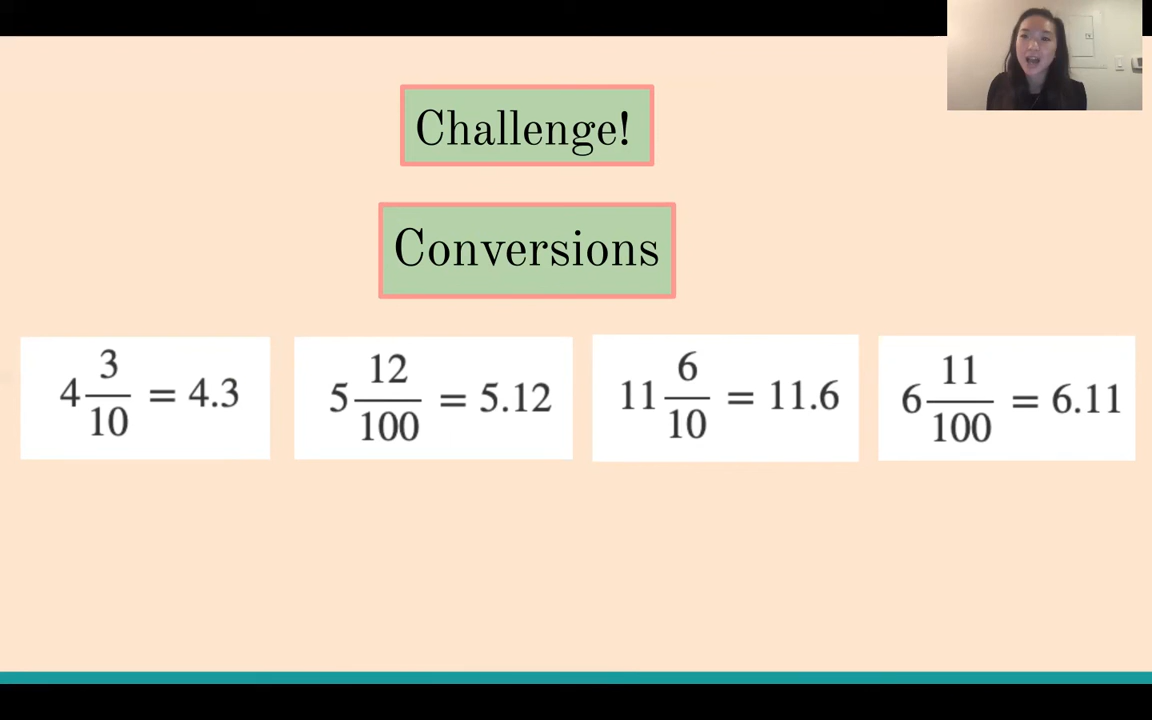 Challenge!
Conversions
4 3/10 = 4.3
5 12/100 = 5.12
11 6/10 = 11.6
6 11/100 = 6.11